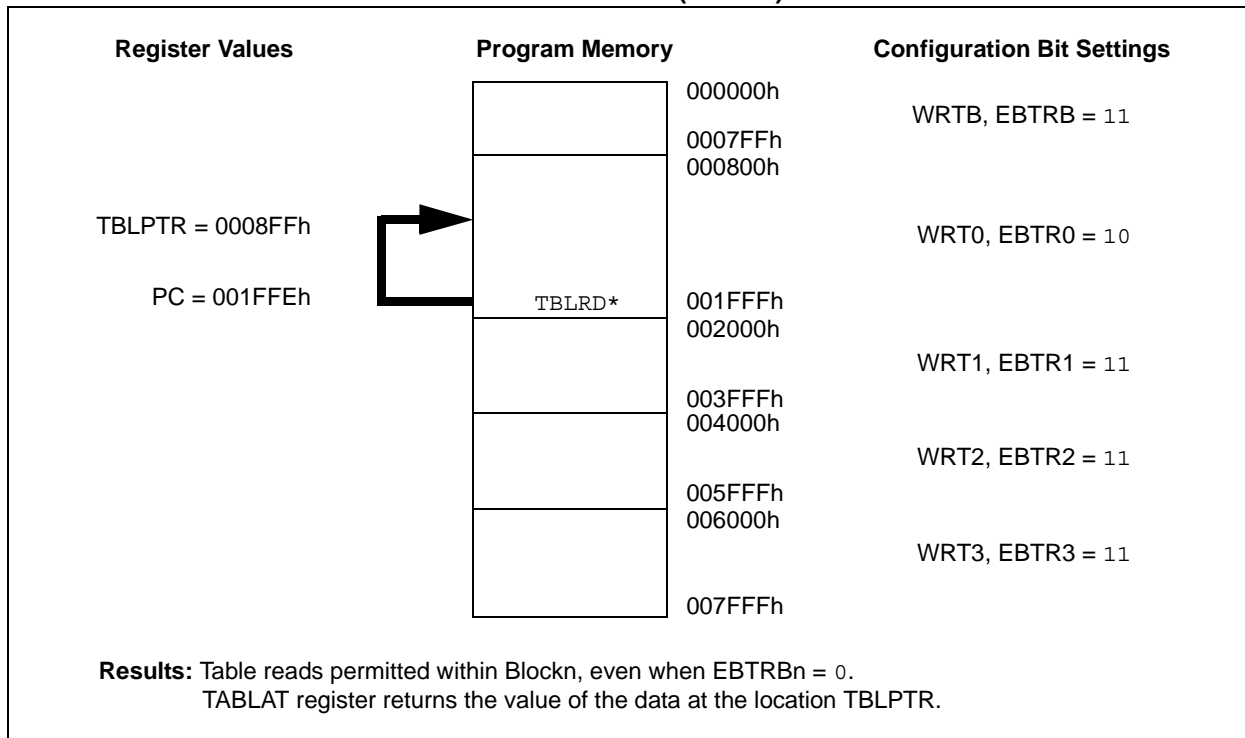 Register Values Program Memory Configuration Bit Settings
000000h
WRTB, EBTRB = 11
0007FFh
000800h
TBLPTR = 0008FFh
WRT0, EBTR0 = 10
PC = 001FFEh
TBLRD* 001FFFh
002000h
WRT1, EBTR1 = 11
003FFFh
004000h
WRT2, EBTR2 = 11
005FFFh
006000h
WRT3, EBTR3 = 11
007FFFh
Results: Table reads permitted within Blockn, even when EBTRBn = 0.
TABLAT register returns the value of the data at the location TBLPTR.